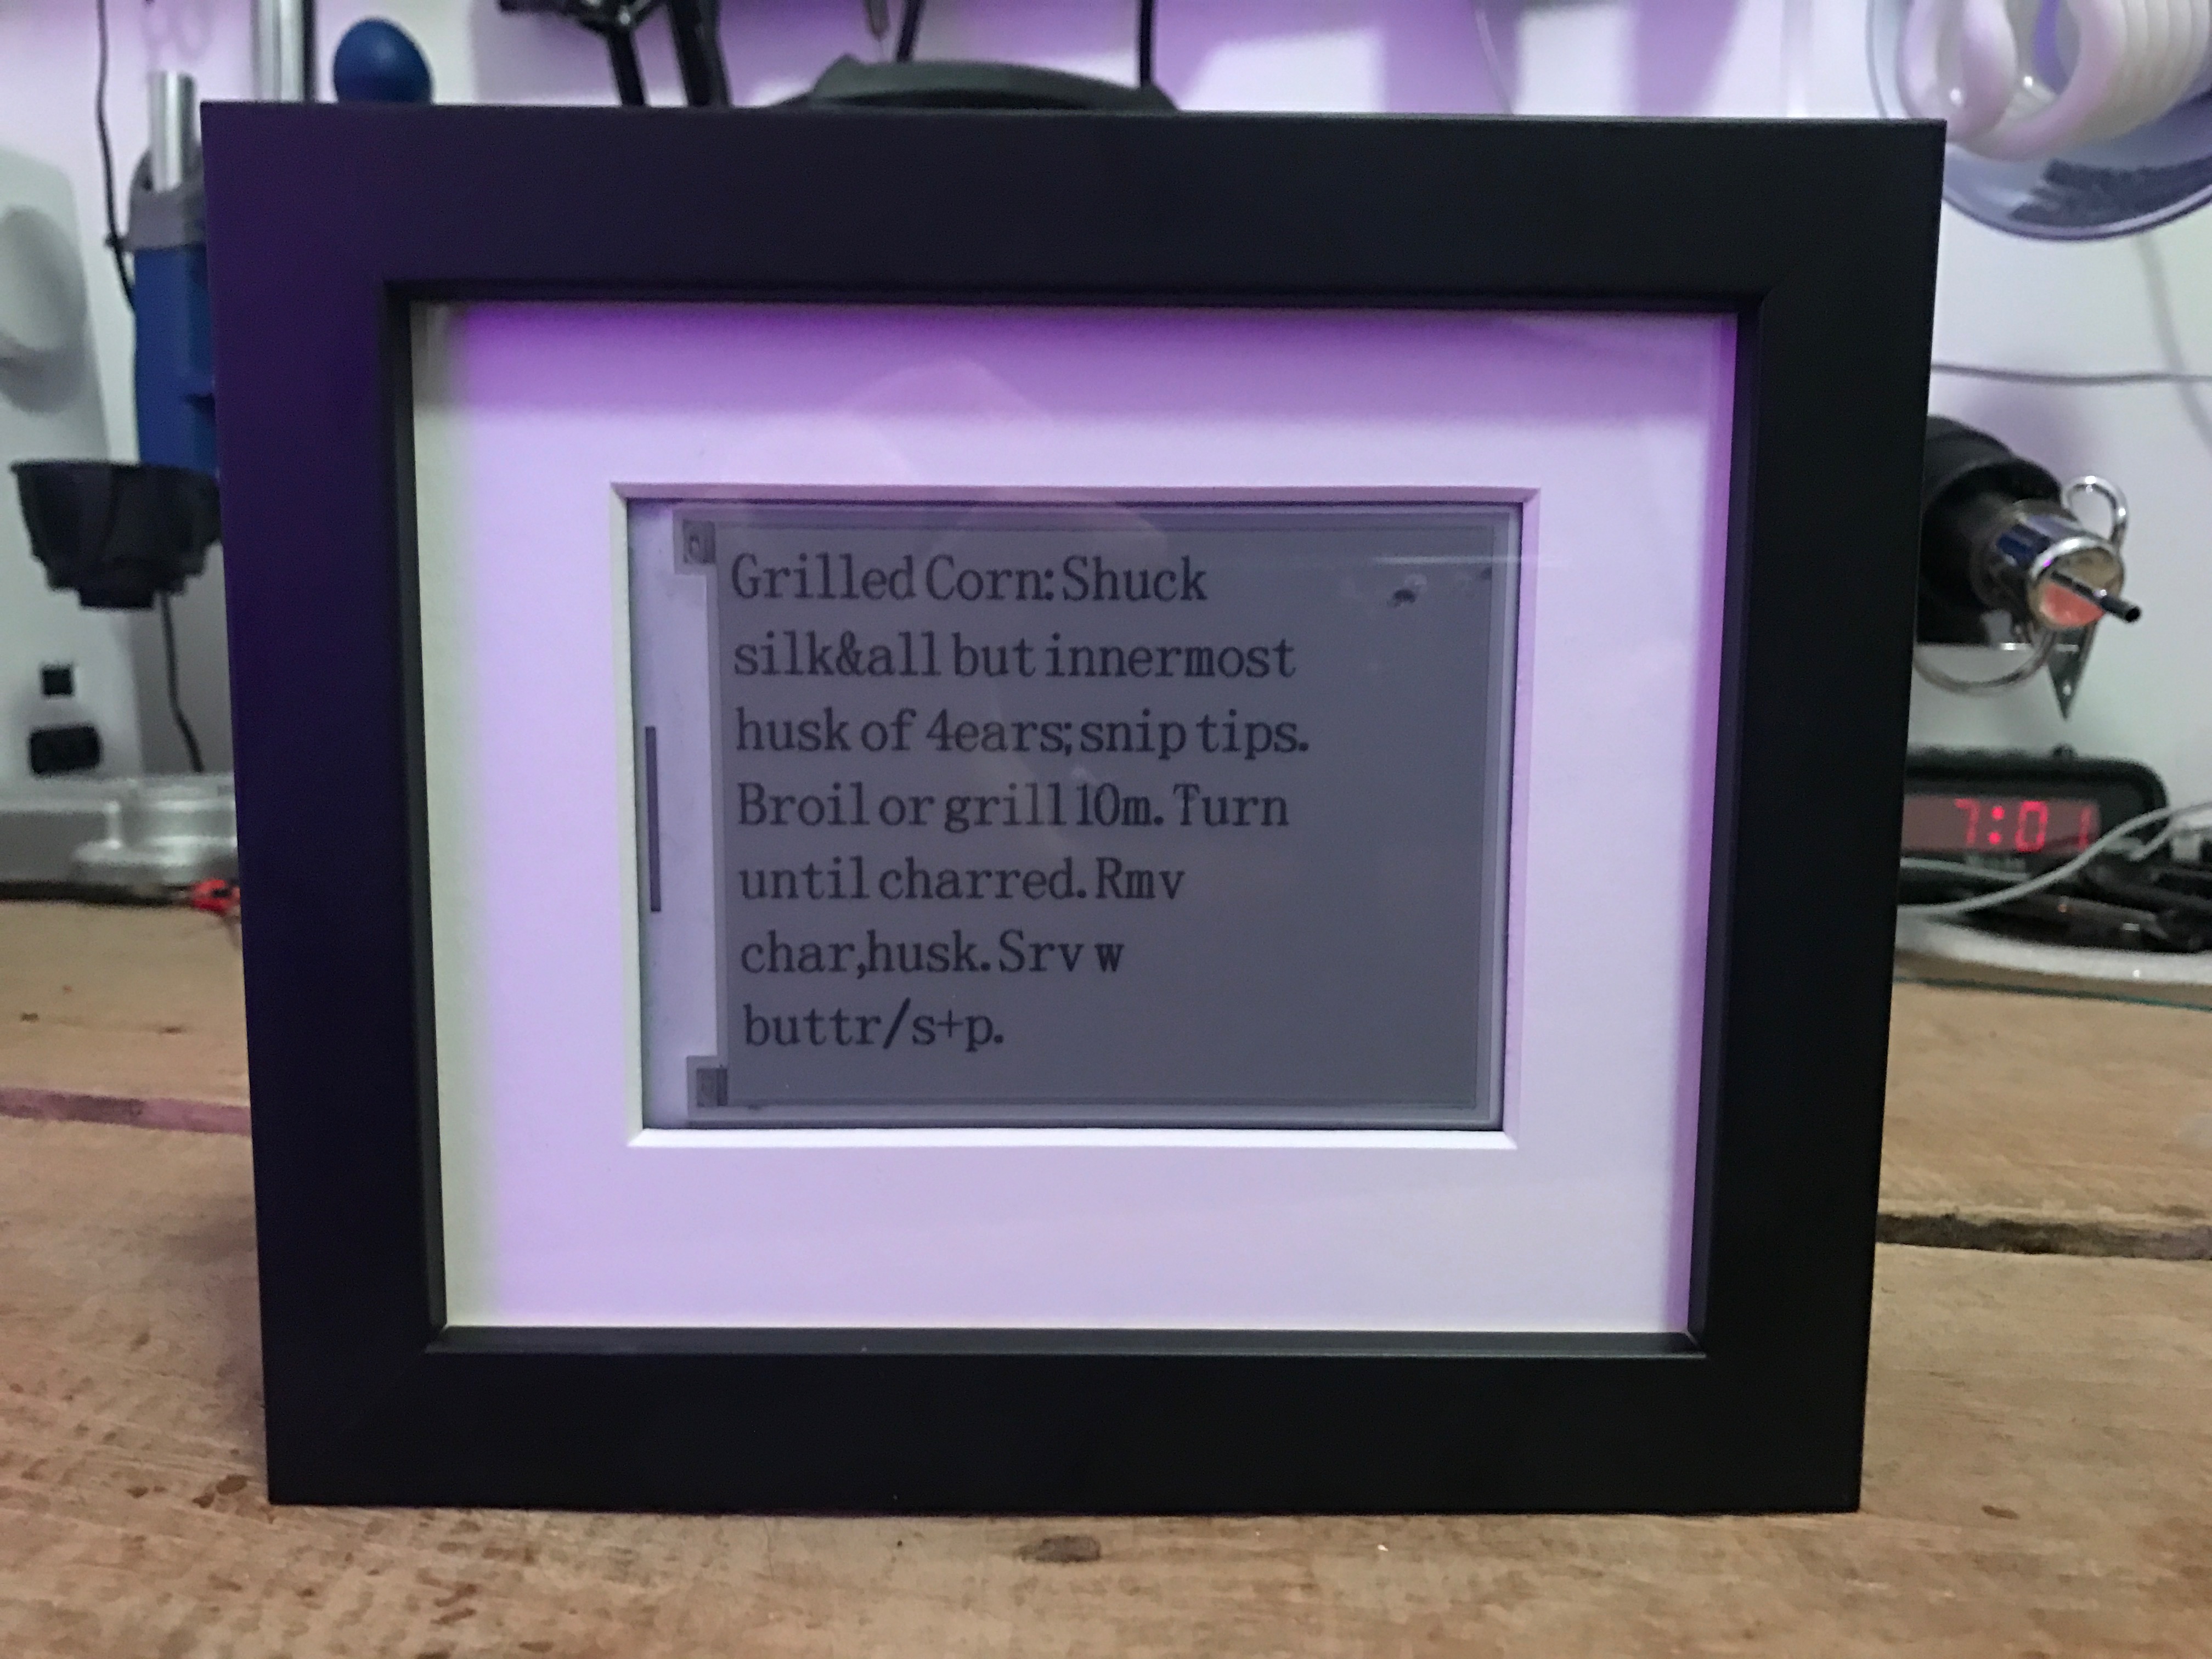 Grilled Corn: Shuck
silk&all but innermost
husk of 4ears; snip tips.
Broil or grill 10m. Turn
until charred. Rmv
char,husk. Srv w
buttr/s+p.
7:01